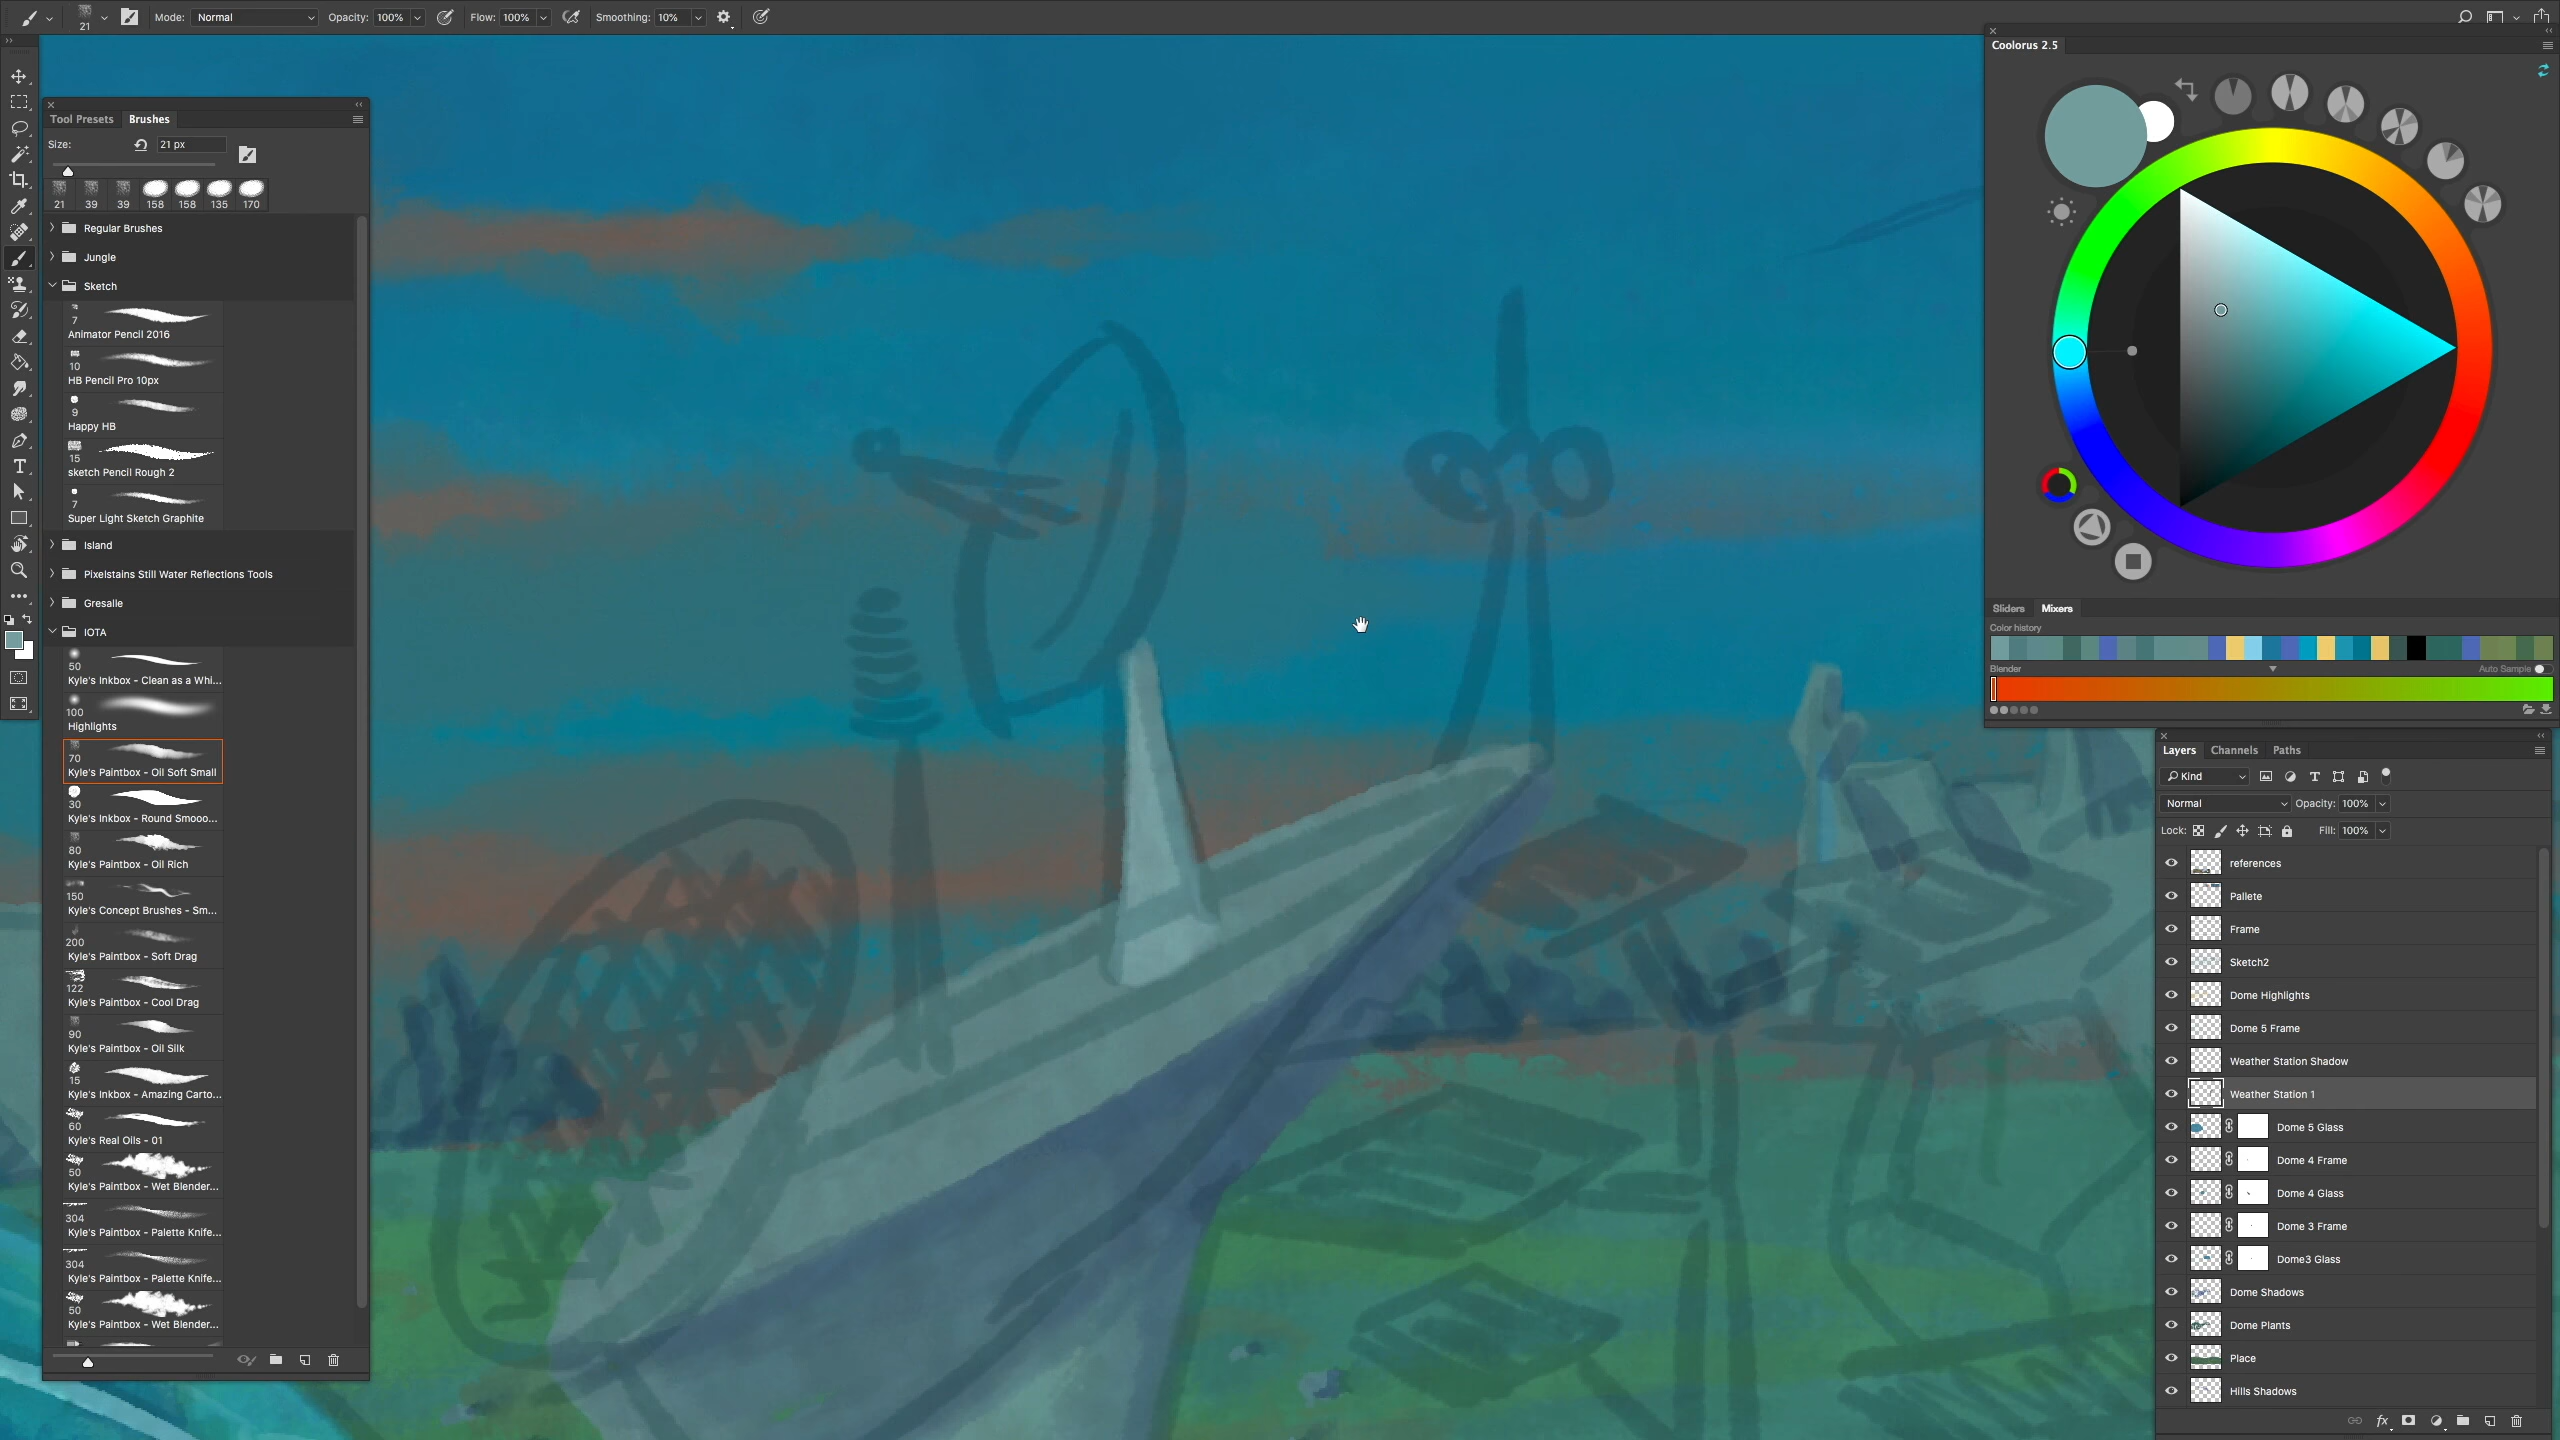 21
Mode: Normal
Opacity: 100%
Flow: 100%
Smoothing: 10%
Coolorus 2.5
Tool Presets
Brushes
Size:
21 px
21
39
39
158
158
135
170
Regular Brushes
Jungle
Sketch
7
Animator Pencil 2016
10
HB Pencil Pro 10px
9
Happy HB
15
sketch Pencil Rough 2
7
Super Light Sketch Graphite
Island
Pixelstains Still Water Reflections Tools
Gresalle
IOTA
50
Kyle's Inkbox - Clean as a Whi...
100
Highlights
70
Kyle's Paintbox - Oil Soft Small
30
Kyle's Inkbox - Round Smooo...
80
Kyle's Paintbox - Oil Rich
150
Kyle's Concept Brushes - Sm...
200
Kyle's Paintbox - Soft Drag
122
Kyle's Paintbox - Cool Drag
90
Kyle's Paintbox - Oil Silk
15
Kyle's Inkbox - Amazing Carto...
60
Kyle's Real Oils - 01
50
Kyle's Paintbox - Wet Blender...
304
Kyle's Paintbox - Palette Knife...
304
Kyle's Paintbox - Palette Knife...
50
Kyle's Paintbox - Wet Blender...
Sliders
Mixers
Color history
Blender
Auto Sample
Layers
Channels
Paths
Kind
Normal
Opacity: 100%
Lock:
Fill: 100%
references
Pallete
Frame
Sketch2
Dome Highlights
Dome 5 Frame
Weather Station Shadow
Weather Station 1
Dome 5 Glass
Dome 4 Frame
Dome 4 Glass
Dome 3 Frame
Dome3 Glass
Dome Shadows
Dome Plants
Place
Hills Shadows
fx